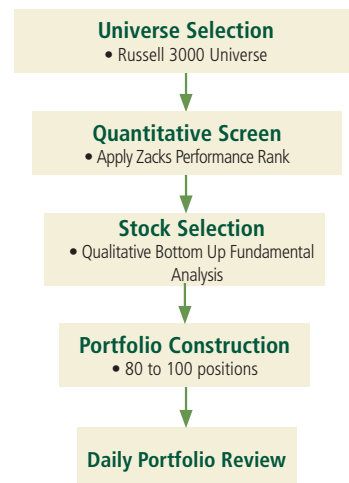 Universe Selection
• Russell 3000 Universe
Quantitative Screen
• Apply Zacks Performance Rank
Stock Selection
• Qualitative Bottom Up Fundamental
Analysis
Portfolio Construction
• 80 to 100 positions
Daily Portfolio Review